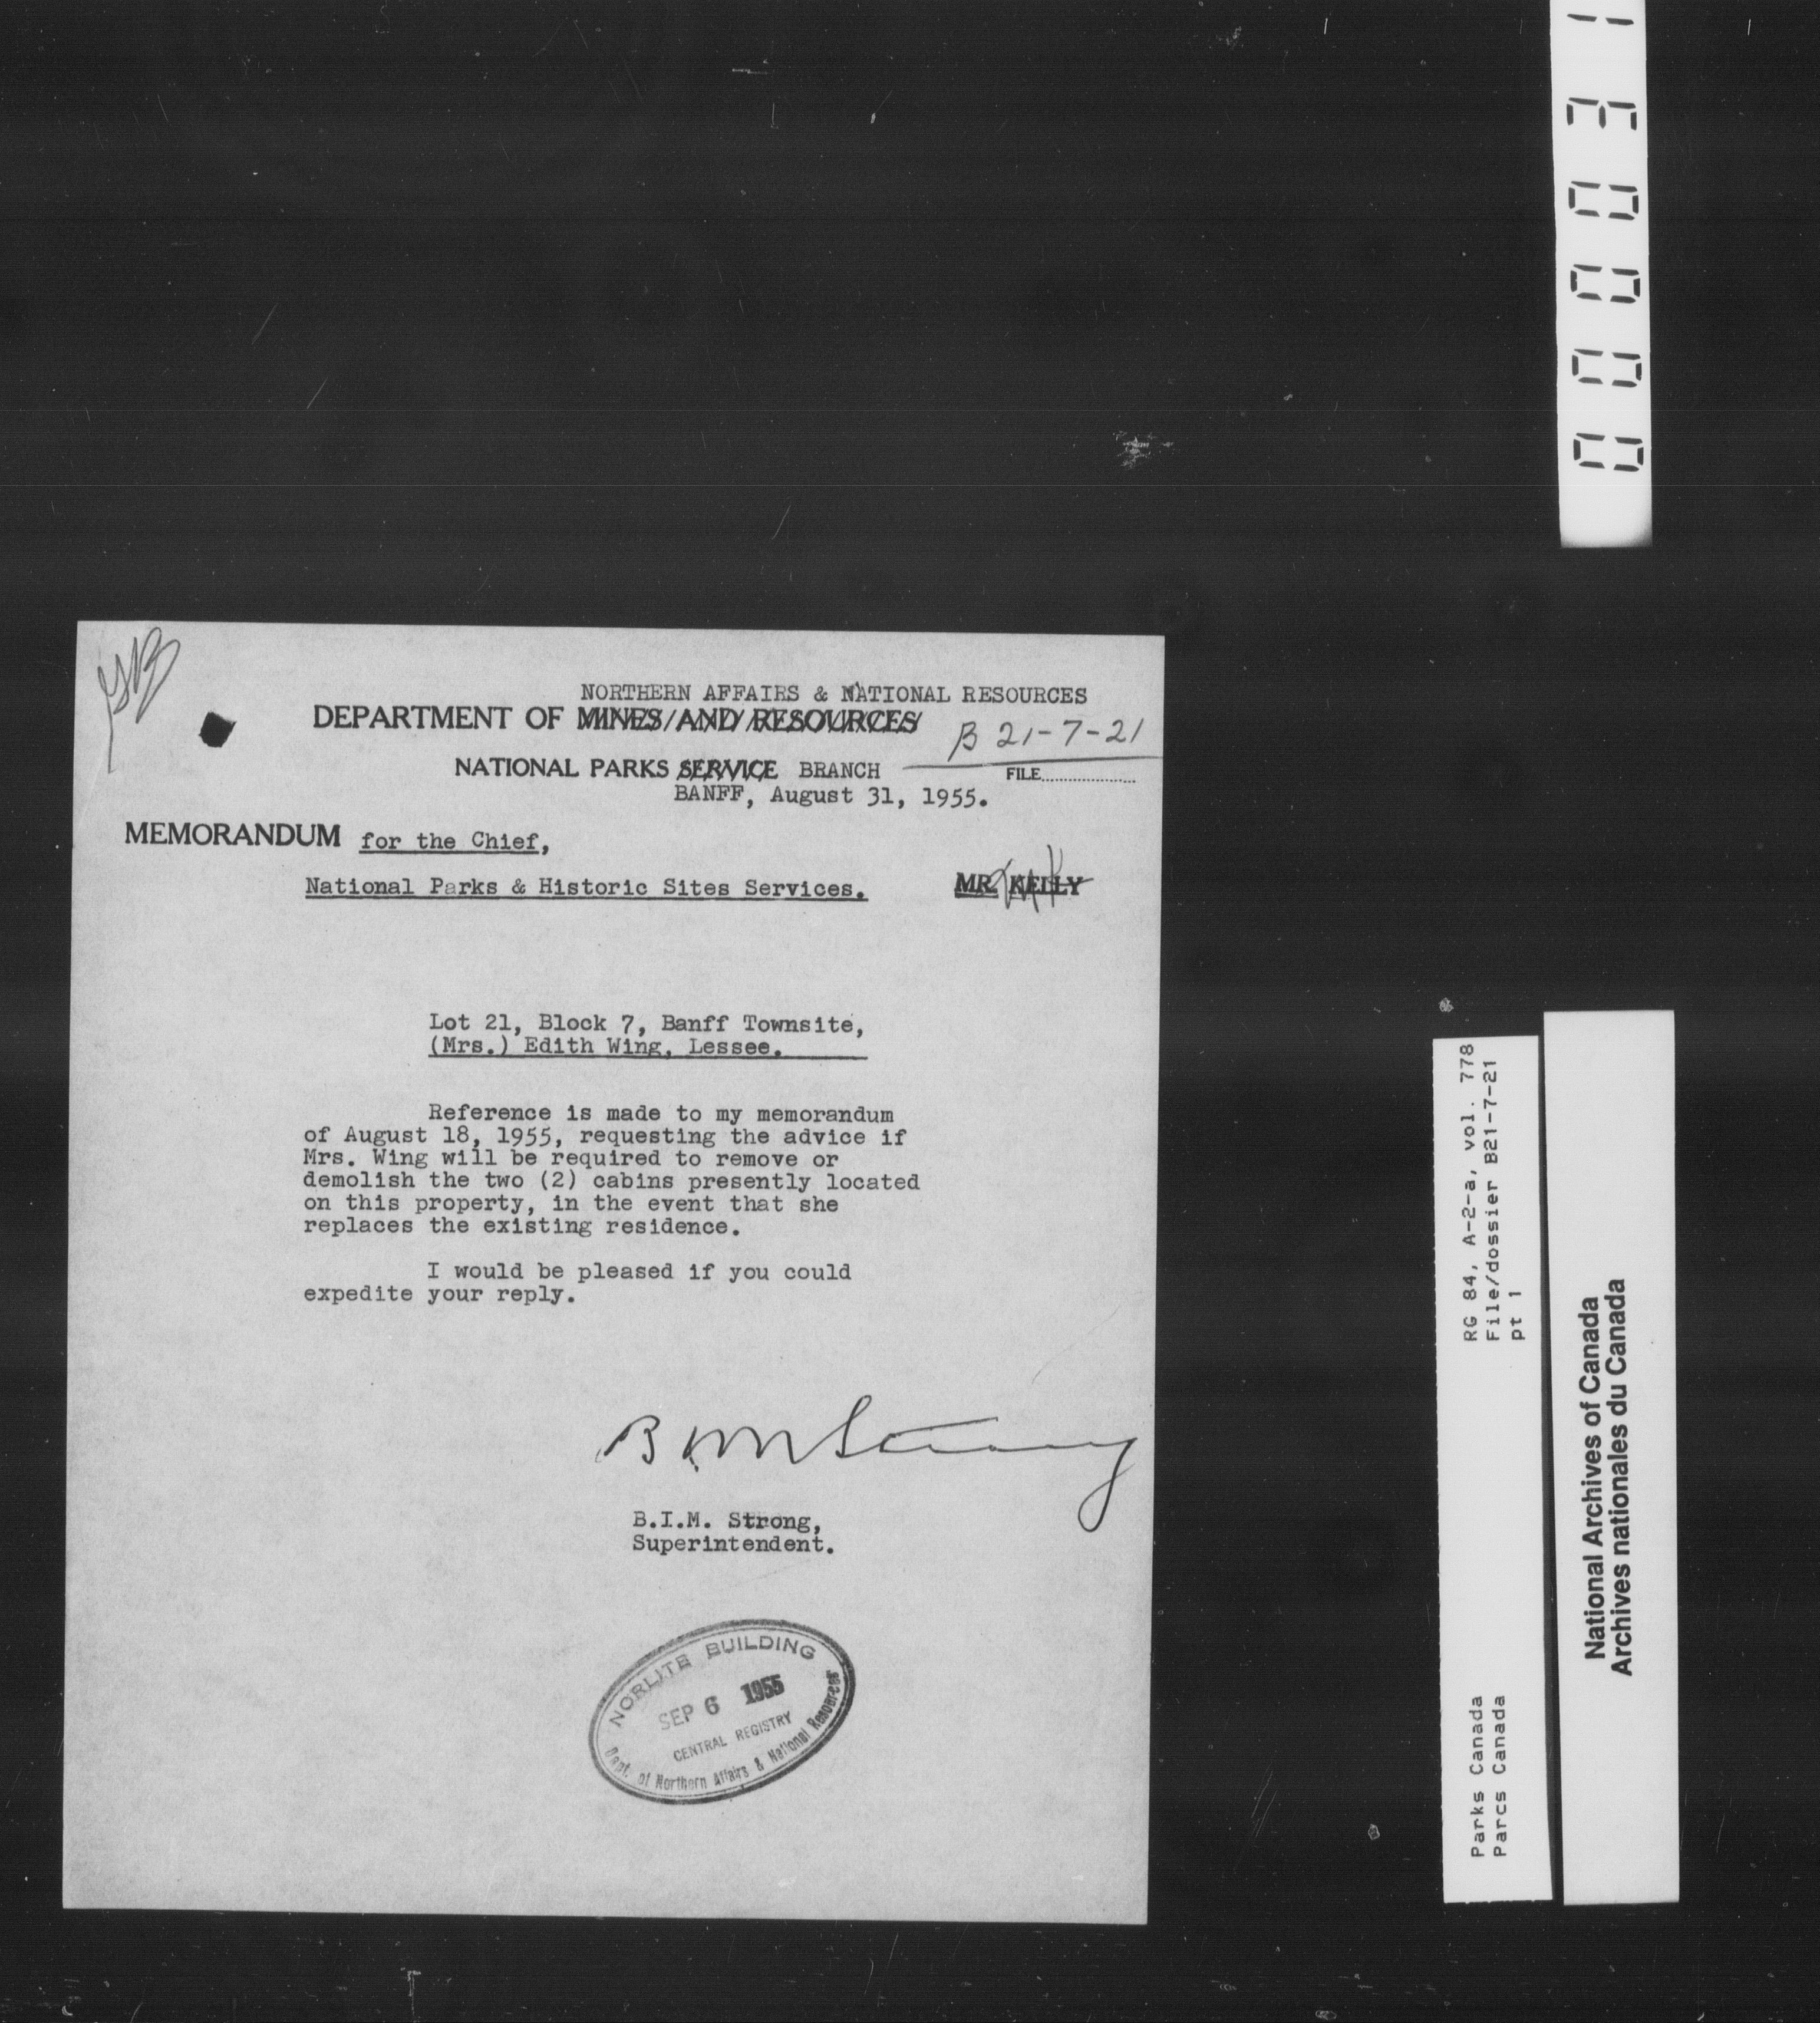 000031
NORTHERN AFFAIRS & NATIONAL RESOURCES
DEPARTMENT OF MINES AND RESOURCES
B 21-7-21
NATIONAL PARKS SERVICE BRANCH
FILE
BANFF, August 31, 1955.
MEMORANDUM for the Chief,
National Parks & Historic Sites Services.
MR. KELLY
Lot 21, Block 7, Banff Townsite,
(Mrs.) Edith Wing, Lessee.
Reference is made to my memorandum
of August 18, 1955, requesting the advice if
Mrs. Wing will be required to remove or
demolish the two (2) cabins presently located
on this property, in the event that she
replaces the existing residence.
I would be pleased if you could
expedite your reply.
B.I.M. Strong
B.I.M. Strong,
Superintendent.
NORLITE BUILDING
SEP 6 1955
CENTRAL REGISTRY
Dept. of Northern Affairs & National Resources
RG 84, A-2-a, vol. 778
File/dossier B21-7-21
pt 1
Parks Canada
Parcs Canada
National Archives of Canada
Archives nationales du Canada